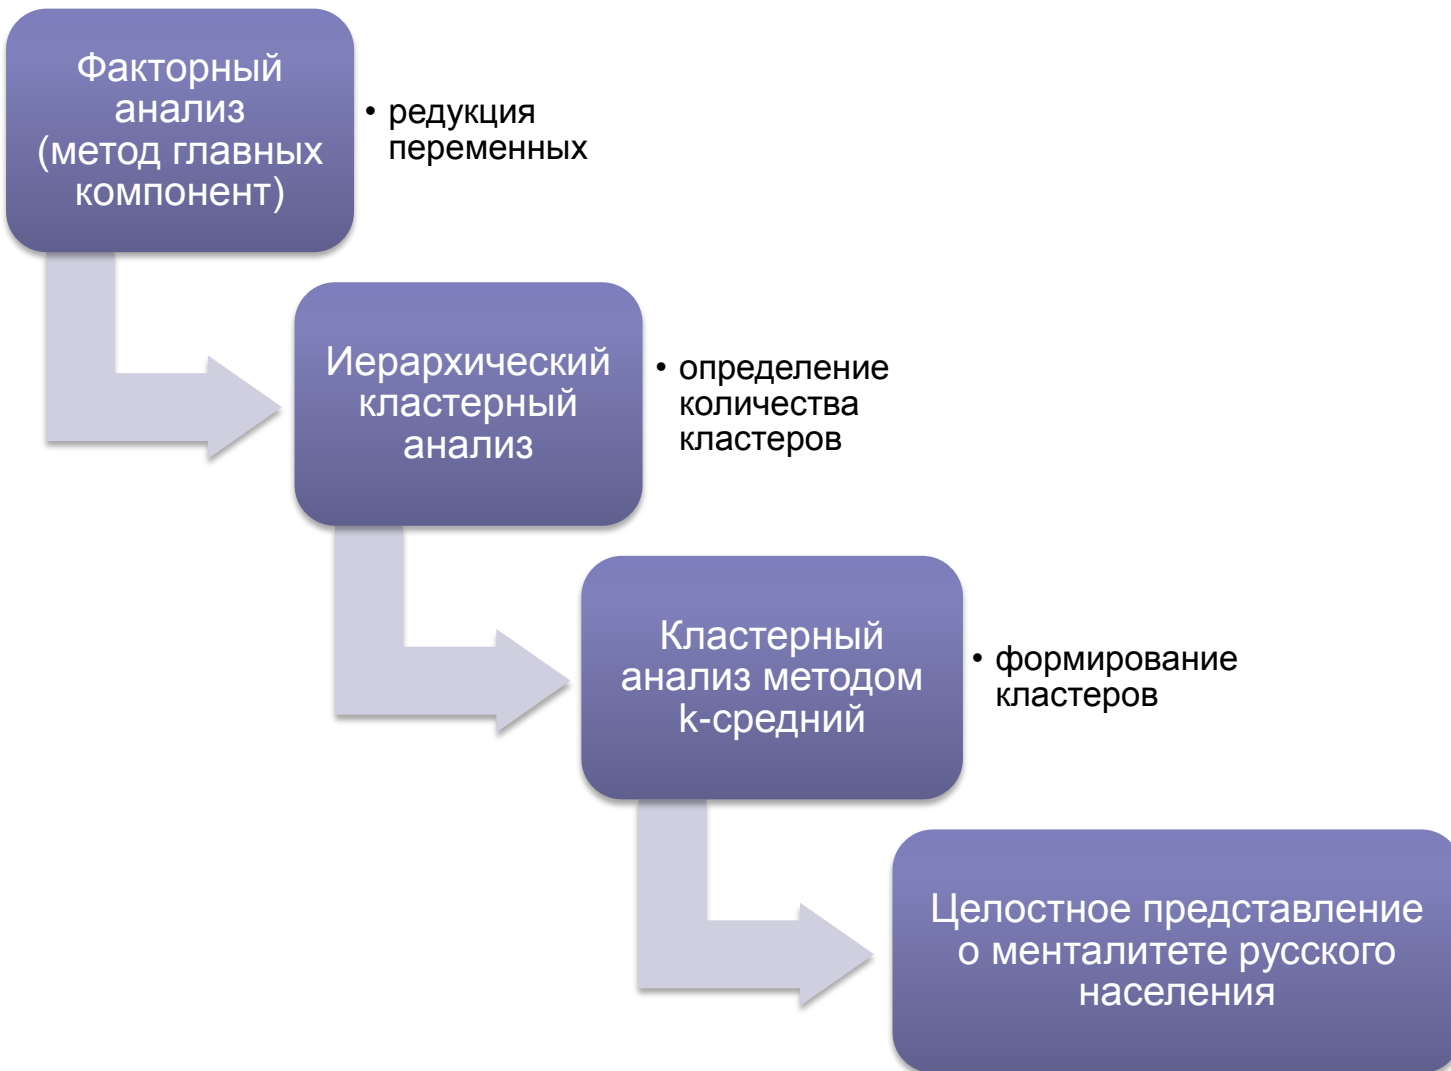 Факторный
анализ
(метод главных
компонент)
• редукция
переменных
Иерархический
кластерный
анализ
• определение
количества
кластеров
Кластерный
анализ методом
k-средний
• формирование
кластеров
Целостное представление
о менталитете русского
населения